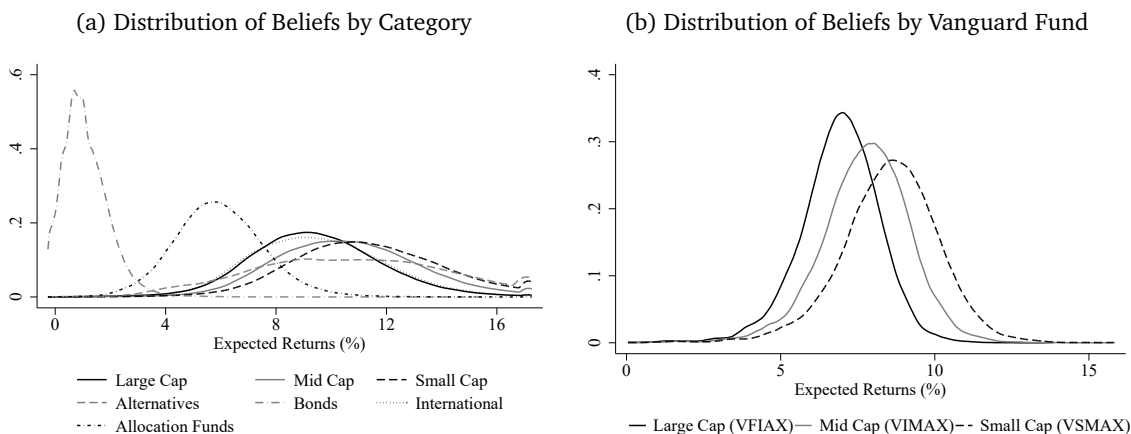 (a) Distribution of Beliefs by Category
.6
.4
.2
0
0 4 8 12 16
Expected Returns (%)
Large Cap Mid Cap Small Cap
Alternatives Bonds International
Allocation Funds
(b) Distribution of Beliefs by Vanguard Fund
.4
.3
.2
.1
0
0 5 10 15
Expected Returns (%)
Large Cap (VFIAX) Mid Cap (VIMAX) Small Cap (VSMAX)